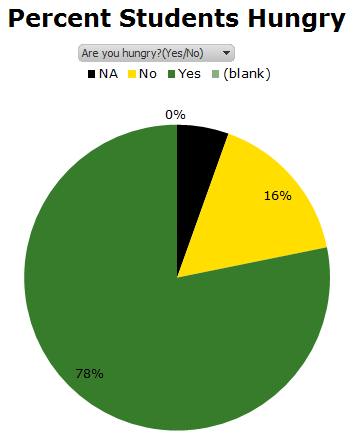 Percent Students Hungry
Are you hungry?(Yes/No)
NA No Yes (blank)
0%
16%
78%